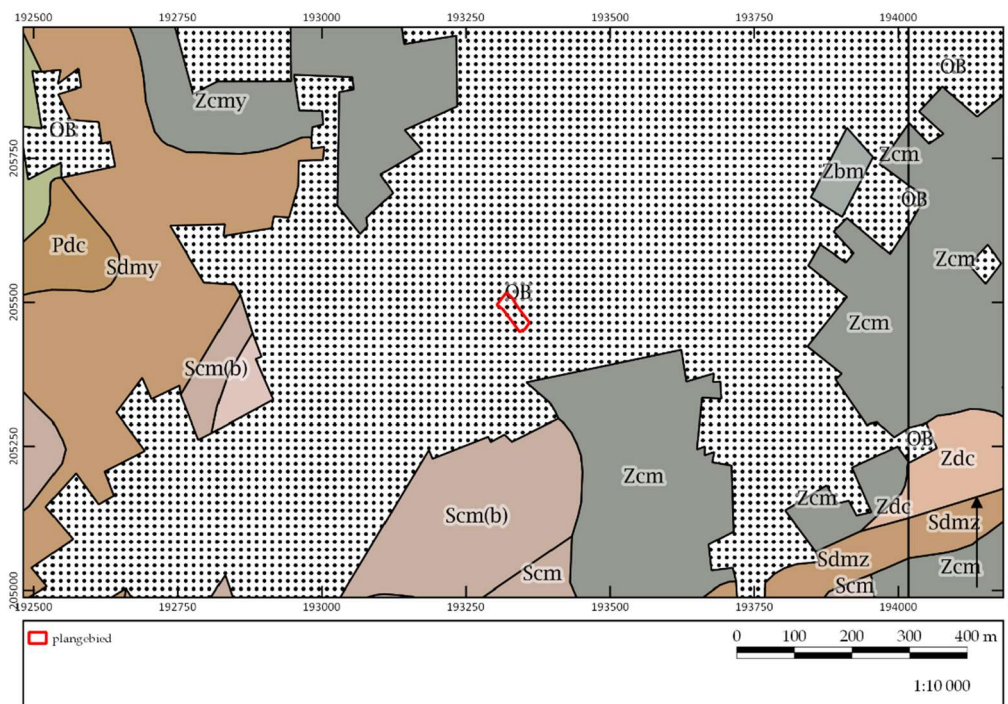 192500 192750 193000 193250 193500 193750 194000
OB
Zcmy
OB
205750
Zcm
Zbm
OB
Pdc
Zcm
Sdmy
205500
OB
Zcm
Scm(b)
205250
OB
Zdc
Zcm
Zcm
Zdc
Scm(b)
Sdmz
Sdmz
Zcm
Scm
Scm
205000
192500 192750 193000 193250 193500 193750 194000
plangebied
0 100 200 300 400 m
1:10 000